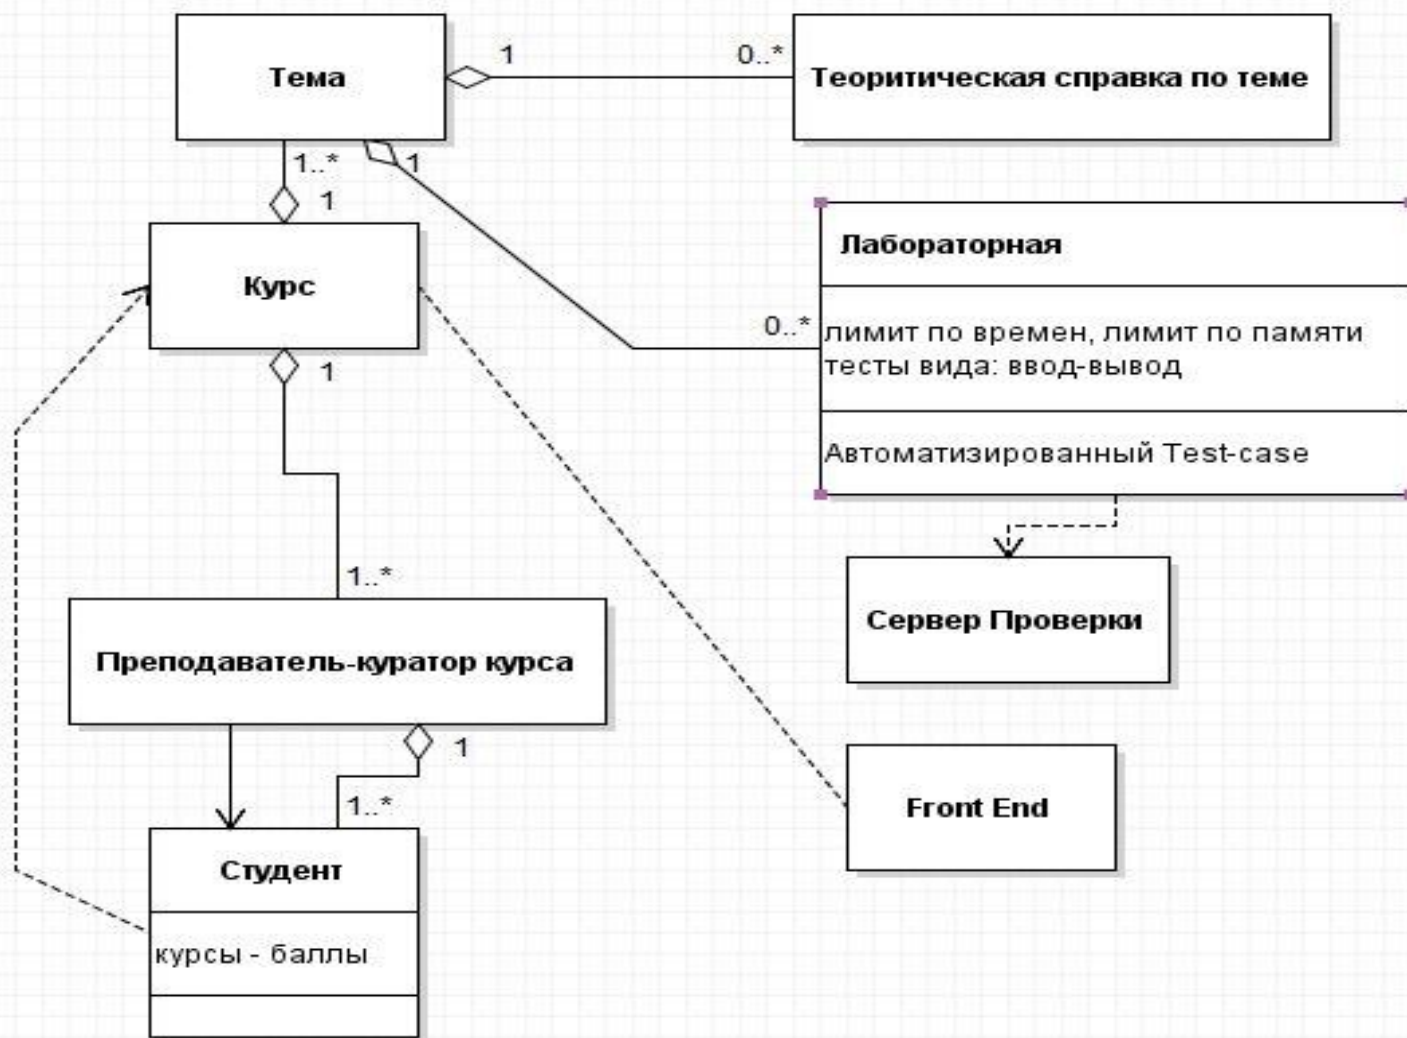 Тема
1
0..*
Теоритическая справка по теме
1..*
1
1
Курс
Лабораторная
0..*
лимит по времен, лимит по памяти
тесты вида: ввод-вывод
1
Автоматизированный Test-case
1..*
Сервер Проверки
Преподаватель-куратор курса
1
1..*
Front End
Студент
курсы - баллы